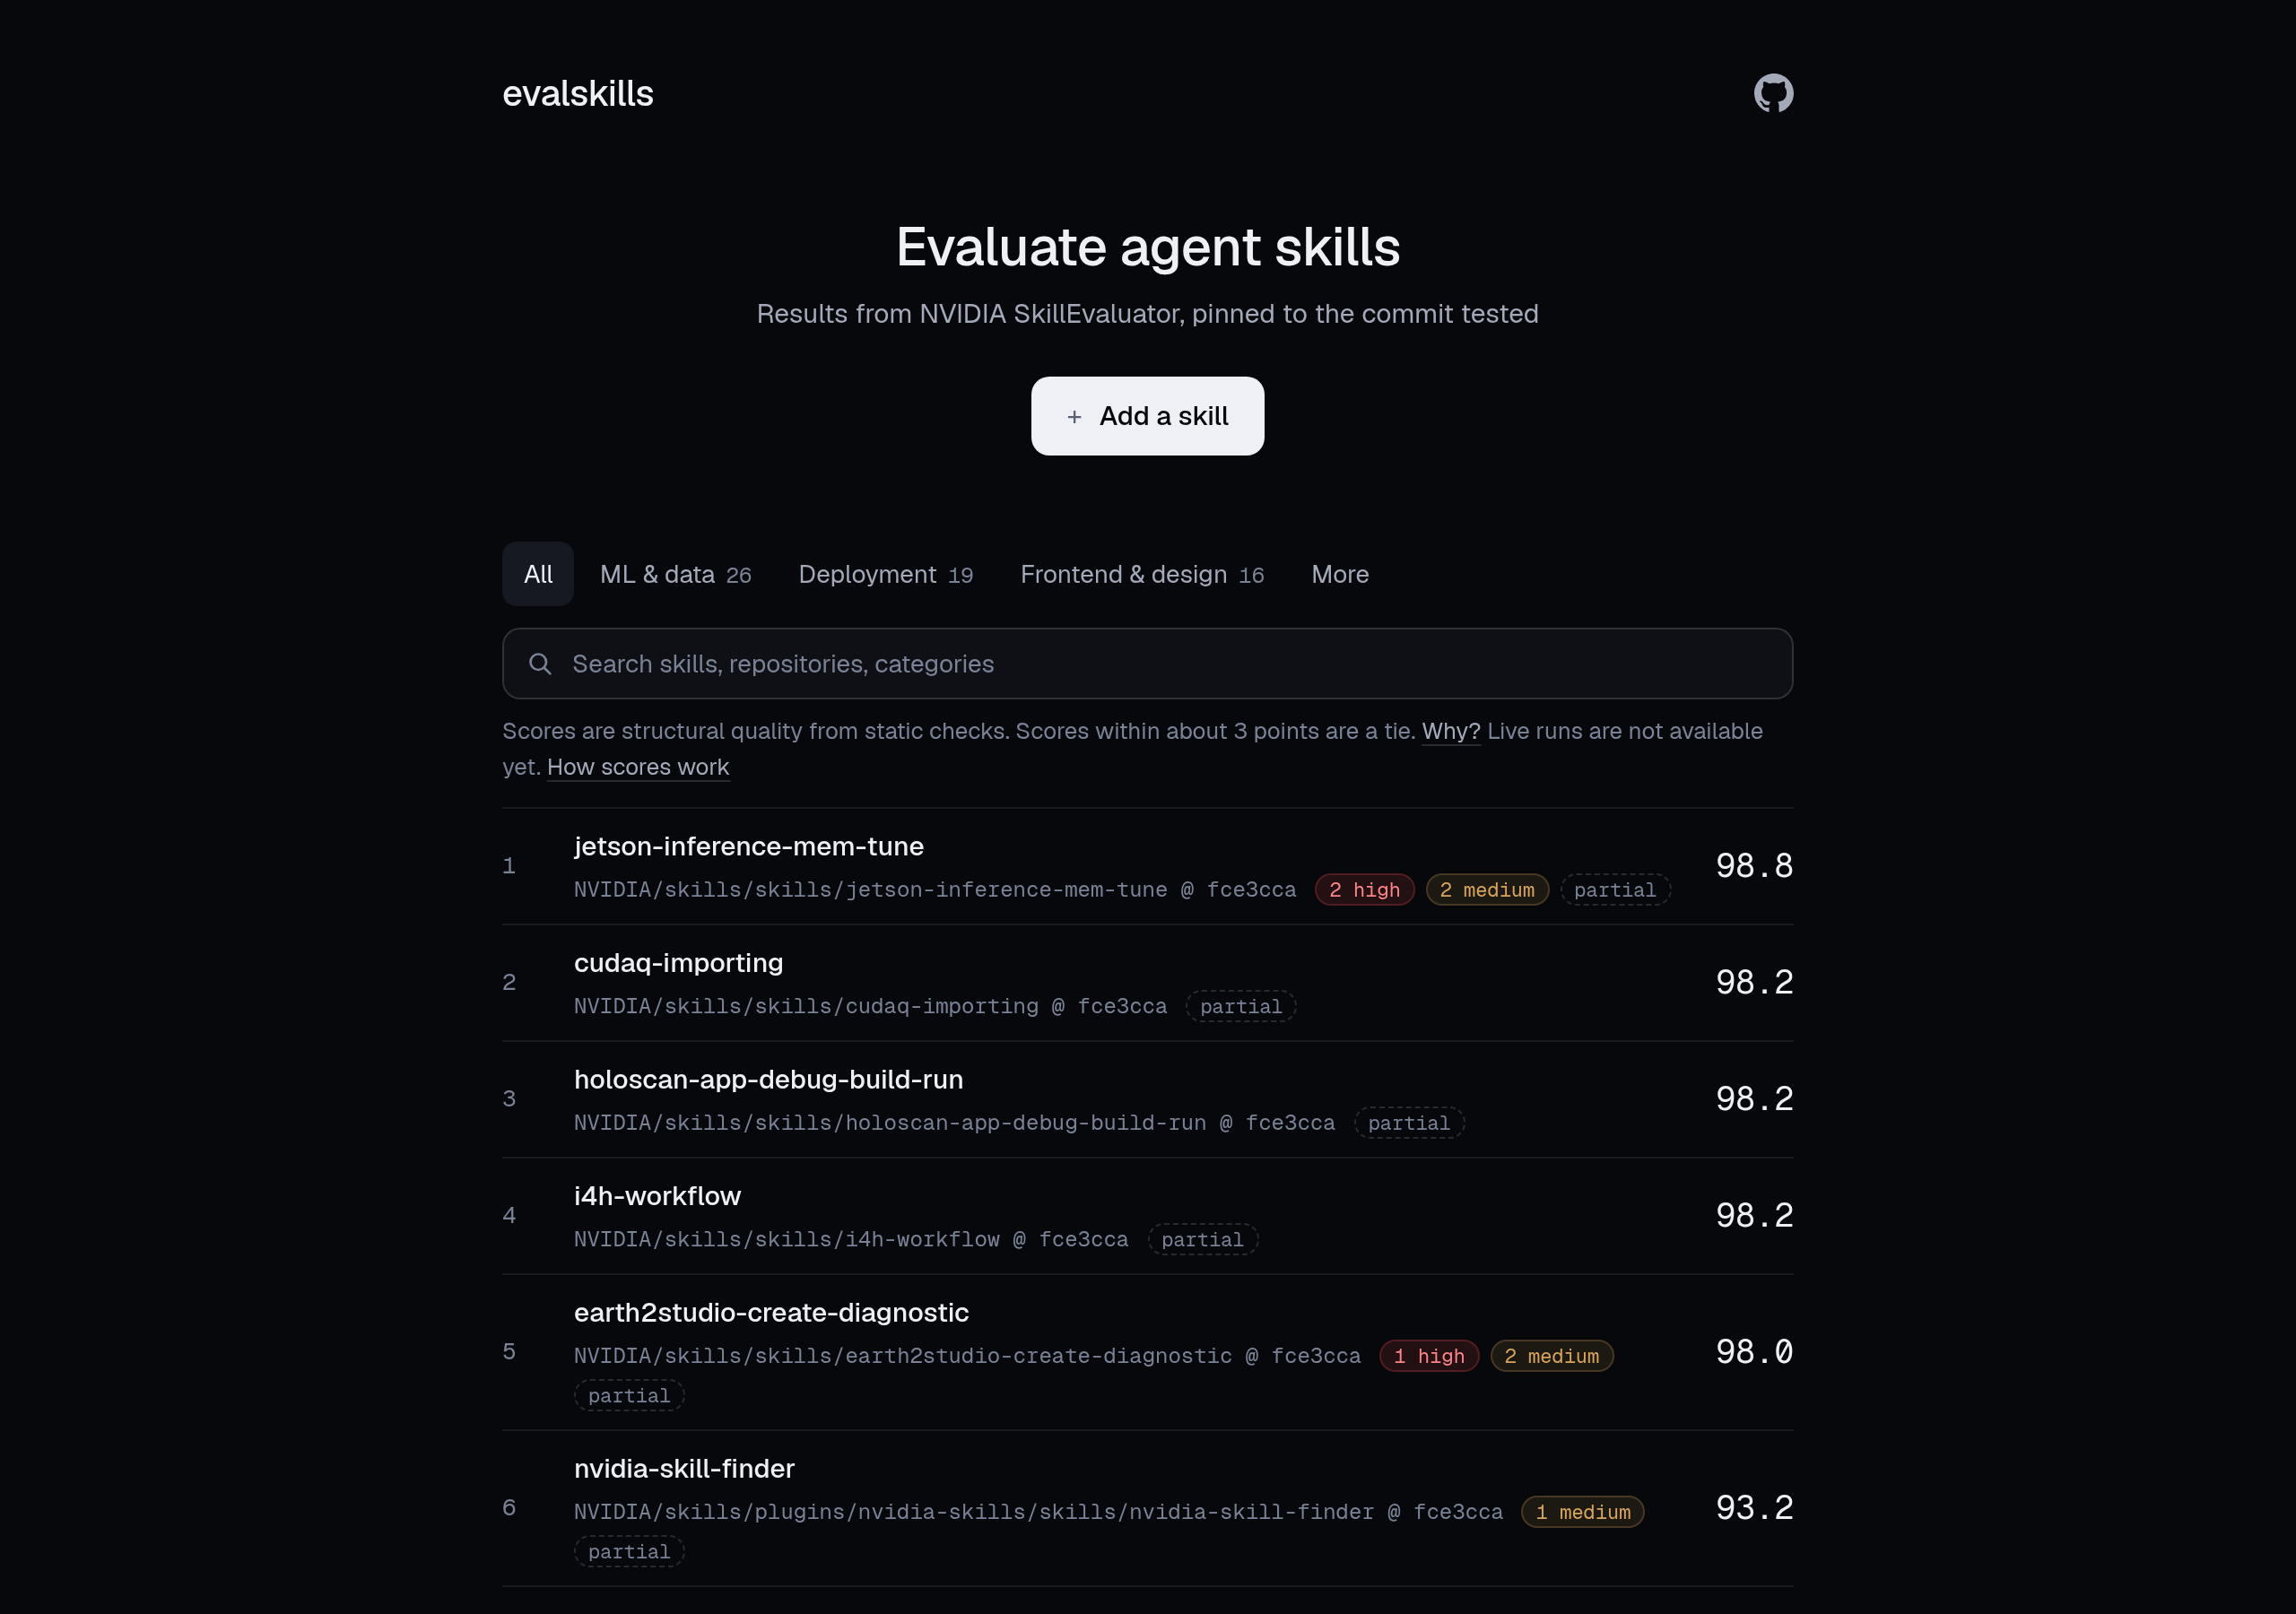 evalskills
Evaluate agent skills
Results from NVIDIA SkillEvaluator, pinned to the commit tested
+ Add a skill
All ML & data 26 Deployment 19 Frontend & design 16 More
Search skills, repositories, categories
Scores are structural quality from static checks. Scores within about 3 points are a tie. Why? Live runs are not available
yet. How scores work
1 jetson-inference-mem-tune 98.8
NVIDIA/skills/skills/jetson-inference-mem-tune @ fce3cca 2 high 2 medium partial
2 cudaq-importing 98.2
NVIDIA/skills/skills/cudaq-importing @ fce3cca partial
3 holoscan-app-debug-build-run 98.2
NVIDIA/skills/skills/holoscan-app-debug-build-run @ fce3cca partial
4 i4h-workflow 98.2
NVIDIA/skills/skills/i4h-workflow @ fce3cca partial
5 earth2studio-create-diagnostic 98.0
NVIDIA/skills/skills/earth2studio-create-diagnostic @ fce3cca 1 high 2 medium
partial
6 nvidia-skill-finder 93.2
NVIDIA/skills/plugins/nvidia-skills/skills/nvidia-skill-finder @ fce3cca 1 medium
partial